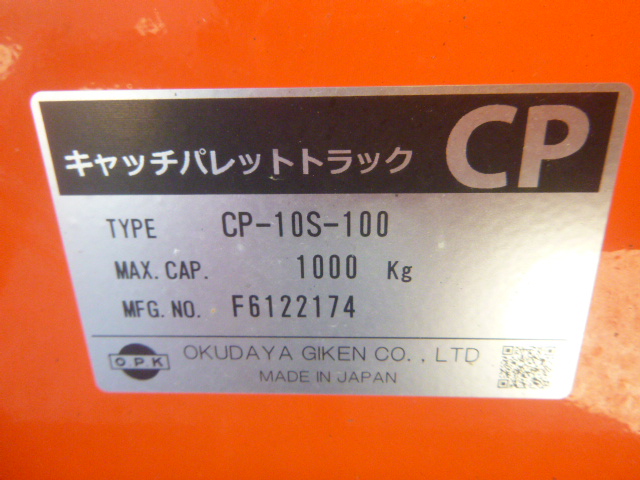 キャッチパレットトラック CP
TYPE CP-10S-100
MAX. CAP. 1000 Kg
MFG. NO. F6122174
O.P.K OKUDAYA GIKEN CO., LTD
MADE IN JAPAN